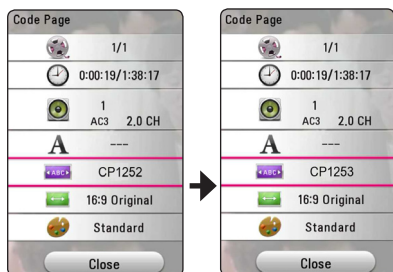 Code Page
1/1
0:00:19/1:38:17
1
AC3 2.0 CH
A
---
ABC
CP1252
16:9 Original
Standard
Close
Code Page
1/1
0:00:19/1:38:17
1
AC3 2.0 CH
A
---
ABC
CP1253
16:9 Original
Standard
Close